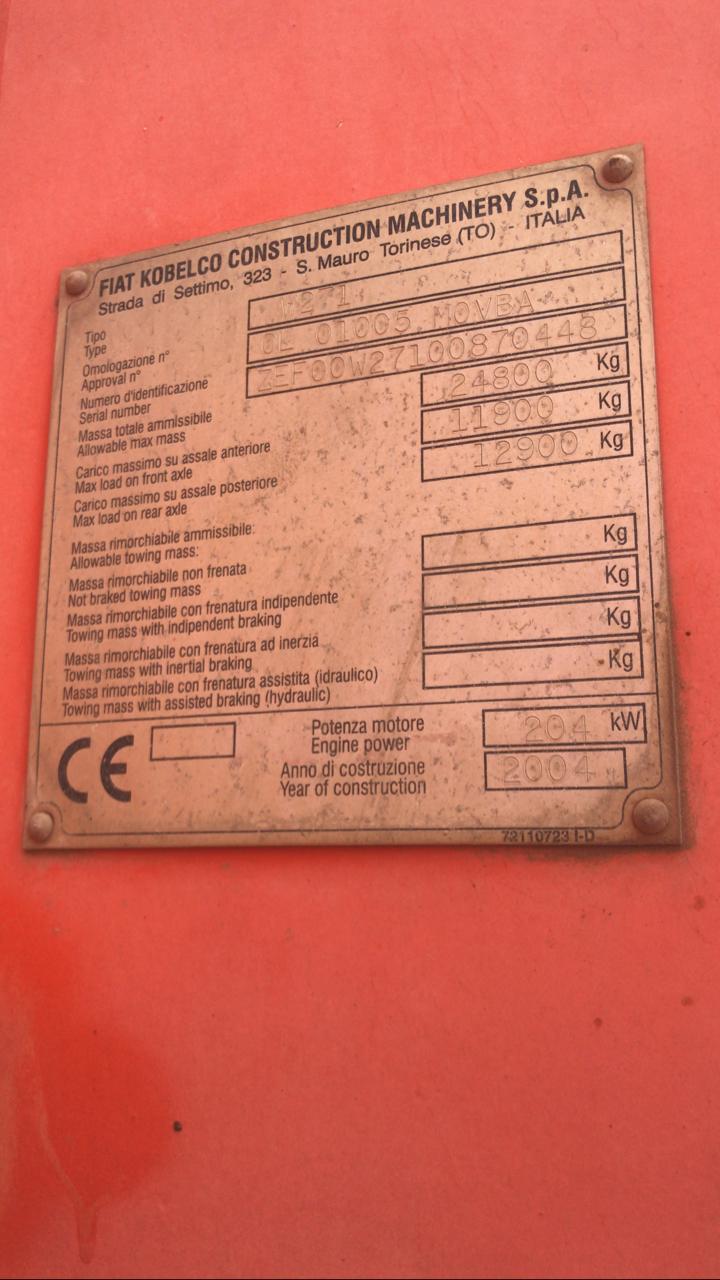 FIAT KOBELCO CONSTRUCTION MACHINERY S.p.A.
Strada di Settimo, 323 - S. Mauro Torinese (TO) - ITALIA
Tipo
Type
W271
Omologazione n°
Approval n°
OL 01005 MOVBA
Numero d'identificazione
Serial number
ZEF00W27100870448
Massa totale ammissibile
Allowable max mass
24800 Kg
Carico massimo su assale anteriore
Max load on front axle
11900 Kg
Carico massimo su assale posteriore
Max load on rear axle
12900 Kg
Massa rimorchiabile ammissibile:
Allowable towing mass:
Massa rimorchiabile non frenata
Not braked towing mass
Kg
Massa rimorchiabile con frenatura indipendente
Towing mass with indipendent braking
Kg
Massa rimorchiabile con frenatura ad inerzia
Towing mass with inertial braking
Kg
Massa rimorchiabile con frenatura assistita (idraulico)
Towing mass with assisted braking (hydraulic)
Kg
CE
Potenza motore
Engine power
204 kW
Anno di costruzione
Year of construction
2004
72110723 I-D